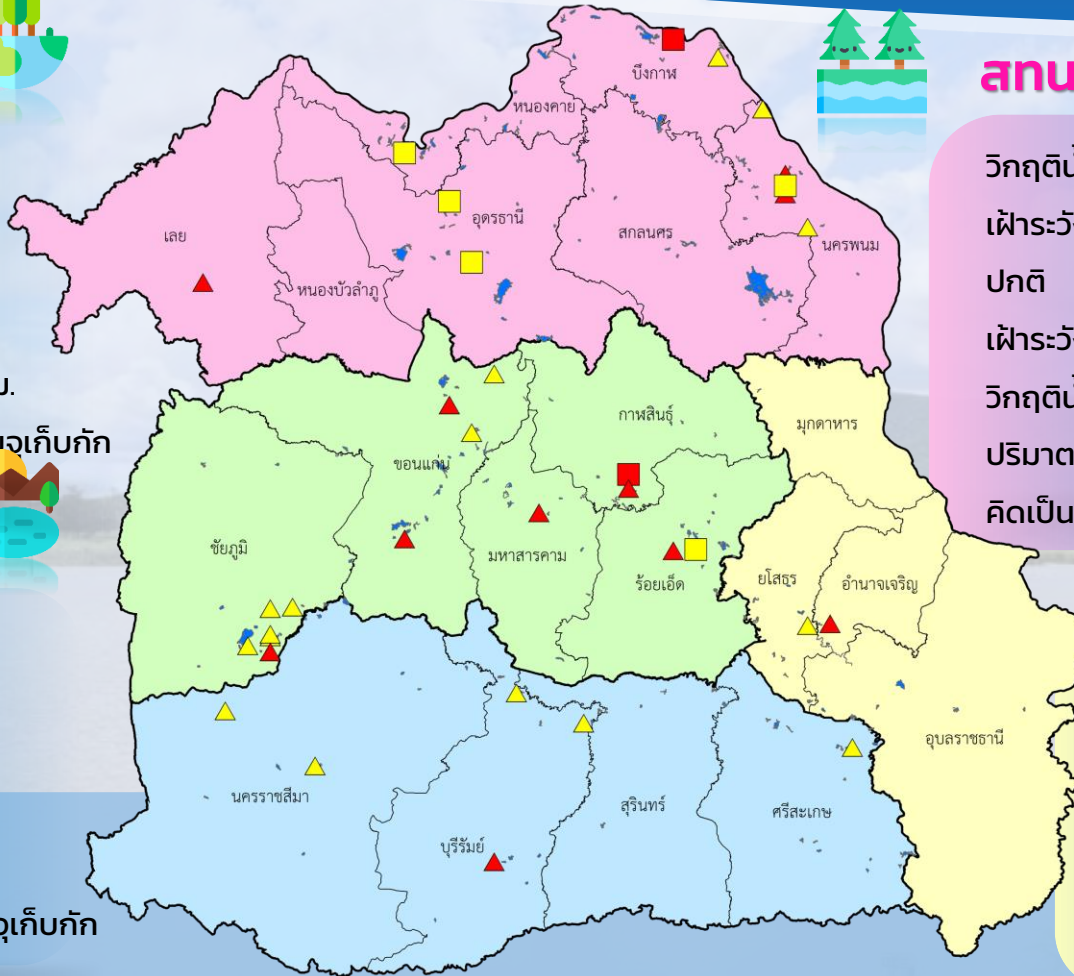 สทน
บึงกาฬ
หนองคาย
วิกฤติน้
เฝ้าระวัง
อุดรธานี
สกลนคร
นครพนม
เลย
หนองบัวลำภู
ปกติ
เฝ้าระวัง
ม.
วิกฤติน้
กาฬสินธุ์
มุกดาหาร
จุเก็บกัก
ปริมาต
ขอนแก่น
คิดเป็น
ชัยภูมิ
มหาสารคาม
ร้อยเอ็ด
ยโสธร
อำนาจเจริญ
อุบลราชธานี
นครราชสีมา
สุรินทร์
ศรีสะเกษ
บุรีรัมย์
จุเก็บกัก